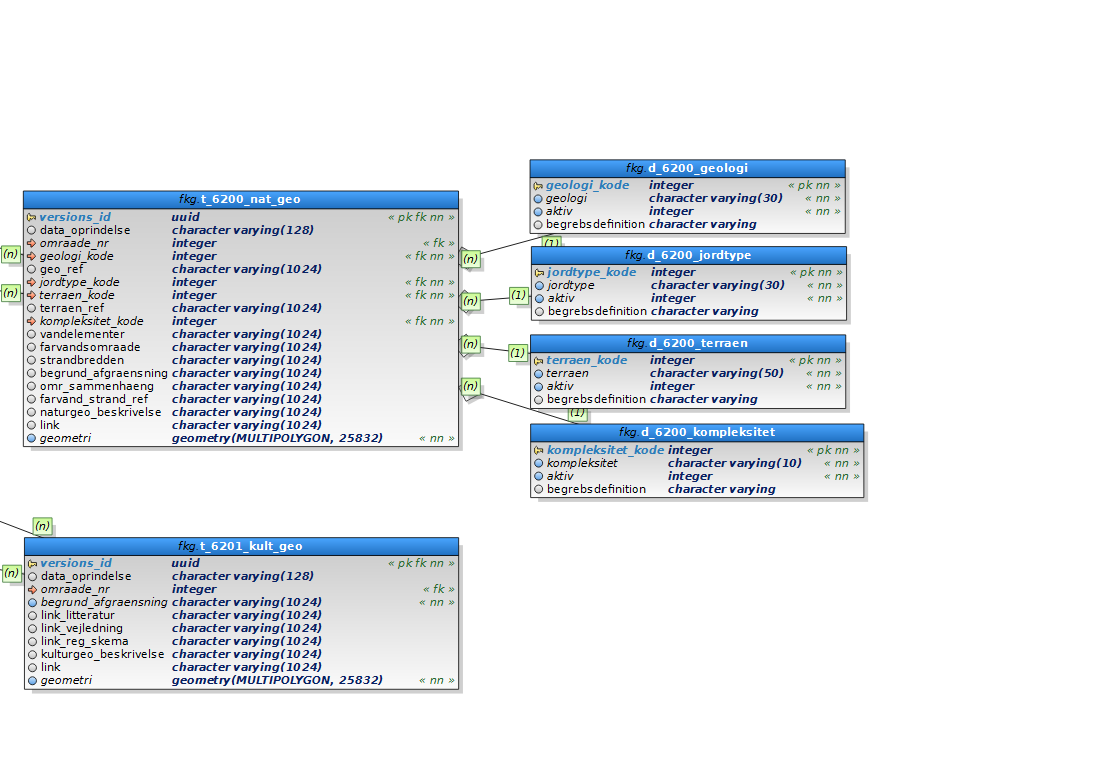 fkg.t_6200_nat_geo
versions_id uuid « pk fk nn »
data_oprindelse character varying(128)
omraade_nr integer « fk »
(n) geologi_kode integer « fk nn »
geo_ref character varying(1024)
jordtype_kode integer « fk nn »
(n) terraen_kode integer « fk nn »
terraen_ref character varying(1024)
kompleksitet_kode integer « fk nn »
vandelementer character varying(1024)
farvandsomraade character varying(1024)
strandbredden character varying(1024)
begrund_afgraensning character varying(1024)
omr_sammenhaeng character varying(1024)
farvand_strand_ref character varying(1024)
naturgeo_beskrivelse character varying(1024)
link character varying(1024)
geometri geometry(MULTIPOLYGON, 25832) « nn »
(n)
(n)
(n)
(n)
fkg.d_6200_geologi
geologi_kode integer « pk nn »
geologi character varying(30) « nn »
aktiv integer « nn »
begrebsdefinition character varying
(1)
fkg.d_6200_jordtype
jordtype_kode integer « pk nn »
jordtype character varying(30) « nn »
(1) aktiv integer « nn »
begrebsdefinition character varying
fkg.d_6200_terraen
(1)
terraen_kode integer « pk nn »
terraen character varying(50) « nn »
aktiv integer « nn »
begrebsdefinition character varying
(1)
fkg.d_6200_kompleksitet
kompleksitet_kode integer « pk nn »
kompleksitet character varying(10) « nn »
aktiv integer « nn »
begrebsdefinition character varying
(n)
fkg.t_6201_kult_geo
versions_id uuid « pk fk nn »
(n) data_oprindelse character varying(128)
omraade_nr integer « fk »
begrund_afgraensning character varying(1024) « nn »
link_litteratur character varying(1024)
link_vejledning character varying(1024)
link_reg_skema character varying(1024)
kulturgeo_beskrivelse character varying(1024)
link character varying(1024)
geometri geometry(MULTIPOLYGON, 25832) « nn »